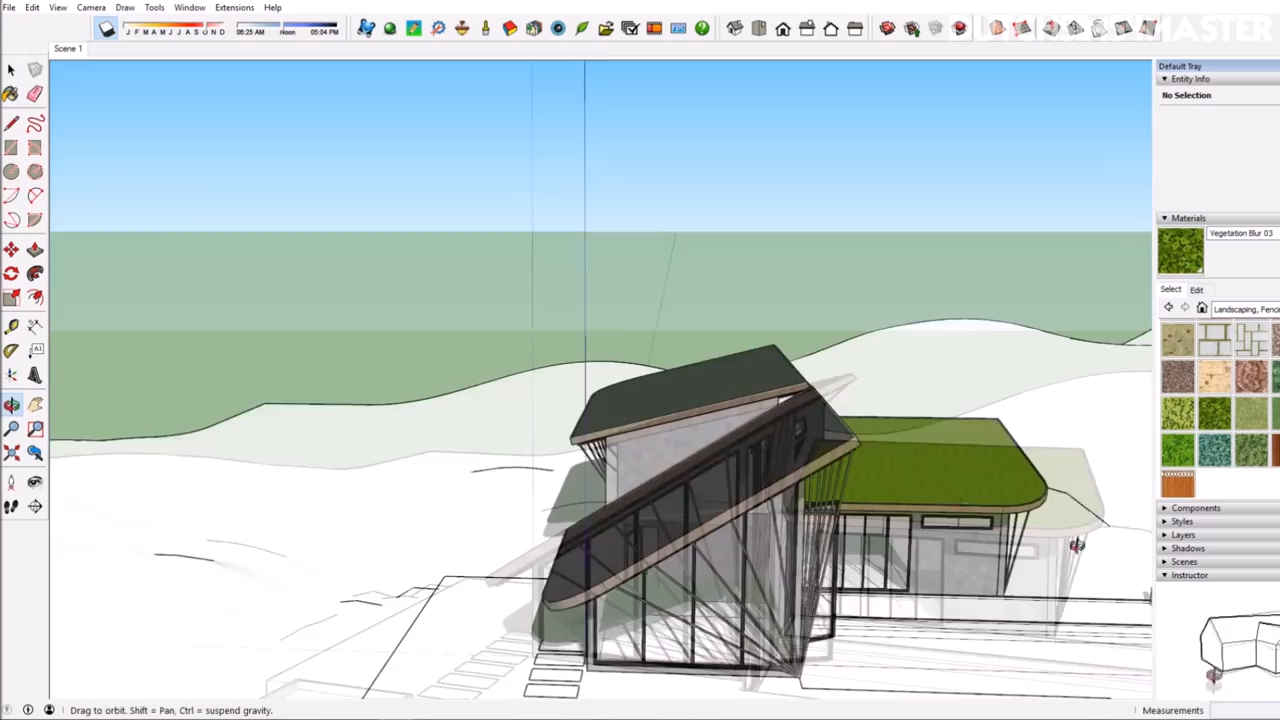 File Edit View Camera Draw Tools Window Extensions Help
J F M A M J J A S O N D 06:25 AM Noon 05:04 PM
Scene 1
Default Tray
Entity Info
No Selection
Materials
Vegetation Blur 03
Select Edit
Landscaping, Fencin
Components
Styles
Layers
Shadows
Scenes
Instructor
Drag to orbit. Shift = Pan, Ctrl = suspend gravity.
Measurements